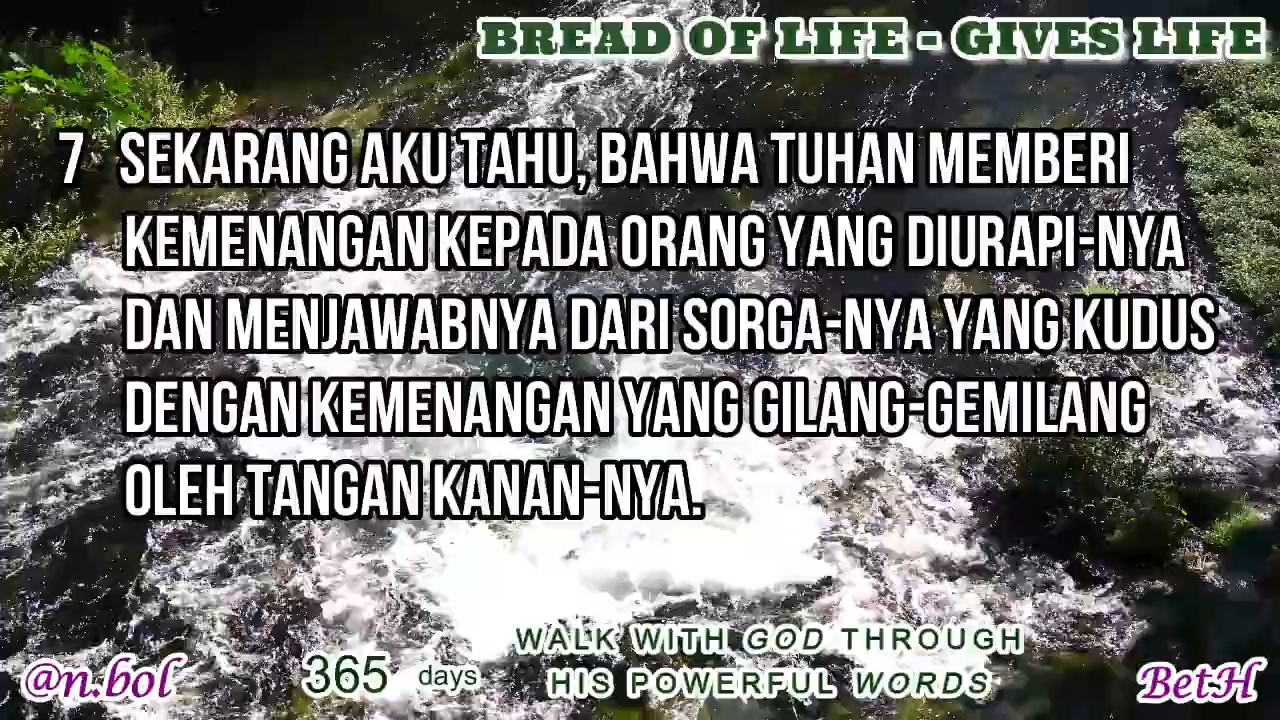 BREAD OF LIFE - GIVES LIFE
7 SEKARANG AKU TAHU, BAHWA TUHAN MEMBERI
KEMENANGAN KEPADA ORANG YANG DIURAPI-NYA
DAN MENJAWABNYA DARI SORGA-NYA YANG KUDUS
DENGAN KEMENANGAN YANG GILANG-GEMILANG
OLEH TANGAN KANAN-NYA.
WALK WITH GOD THROUGH
HIS POWERFUL WORDS
@n.bol
365 days
BetH